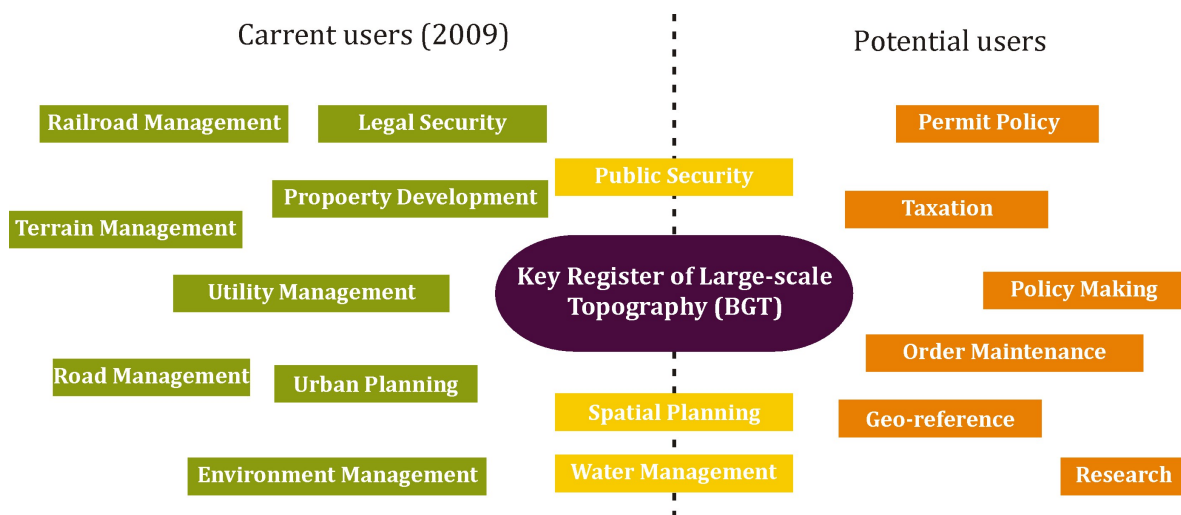 Carrent users (2009)
Potential users
Railroad Management
Legal Security
Permit Policy
Public Security
Propoerty Development
Taxation
Terrain Management
Key Register of Large-scale
Topography (BGT)
Utility Management
Policy Making
Order Maintenance
Road Management
Urban Planning
Spatial Planning
Geo-reference
Environment Management
Water Management
Research